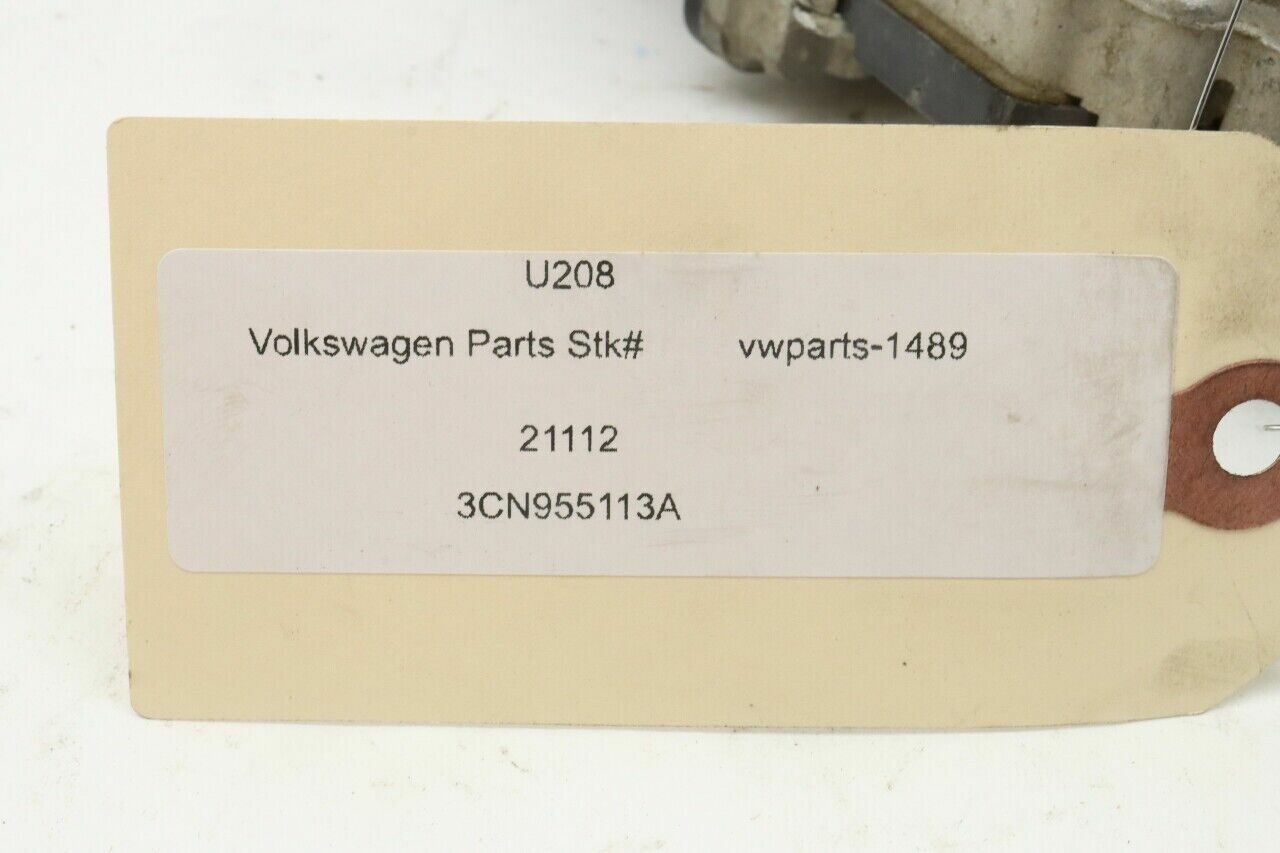 U208
Volkswagen Parts Stk# vwparts-1489
21112
3CN955113A